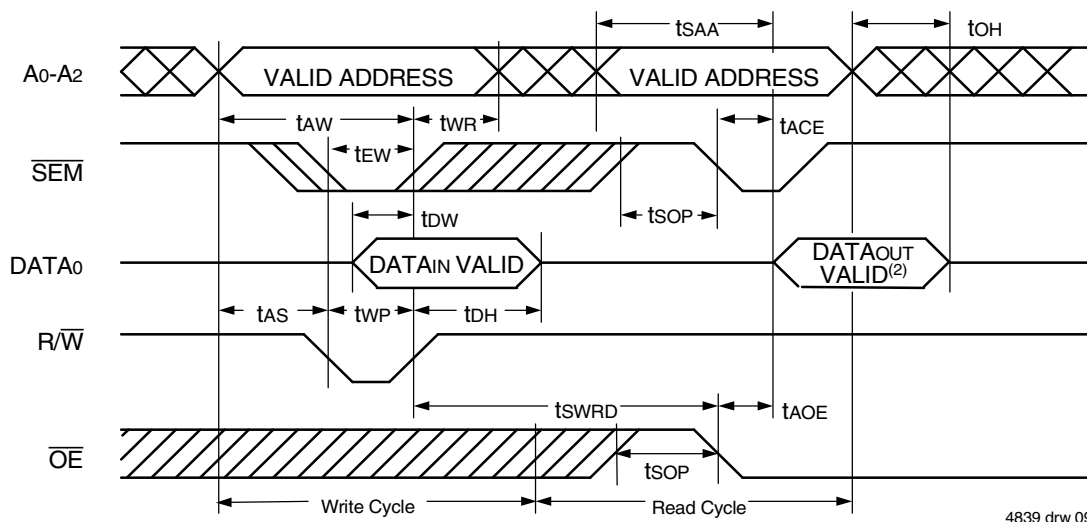 tSAA
tOH
A0-A2
VALID ADDRESS
VALID ADDRESS
tAW
tWR
tACE
SEM
tEW
tSOP
tDW
DATA0
DATAIN VALID
DATAOUT
VALID(2)
tAS
tWP
tDH
R/W
tSWRD
tAOE
OE
tSOP
Write Cycle
Read Cycle
4839 drw 09